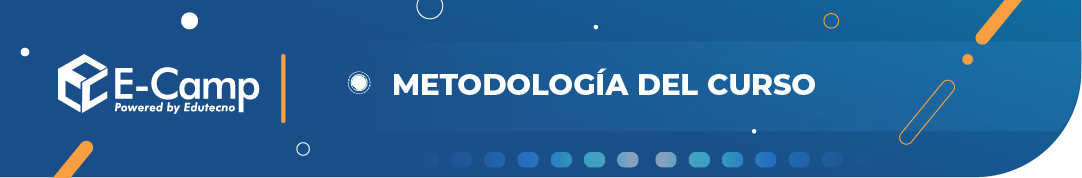 E-Camp
Powered by Edutecno
METODOLOGÍA DEL CURSO